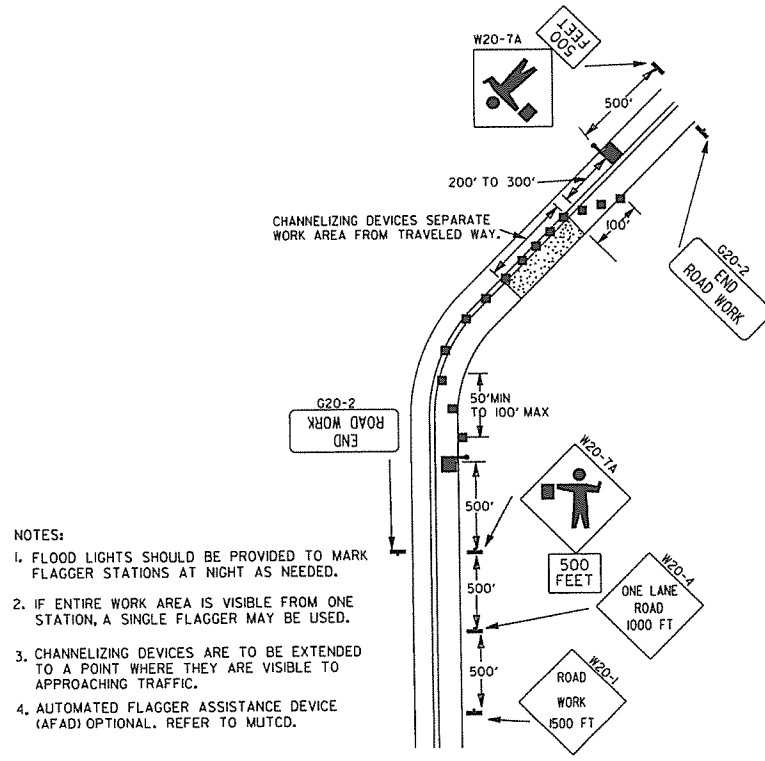 W20-7A
500
FEET
500'
200' TO 300'
CHANNELIZING DEVICES SEPARATE
WORK AREA FROM TRAVELED WAY.
100'
G20-2
END
ROAD WORK
50'MIN
TO 100' MAX
G20-2
END
ROAD WORK
W20-7A
500'
500
FEET
500'
W20-4
ONE LANE
ROAD
1000 FT
500'
W20-1
ROAD
WORK
1500 FT
NOTES:
1. FLOOD LIGHTS SHOULD BE PROVIDED TO MARK
FLAGGER STATIONS AT NIGHT AS NEEDED.
2. IF ENTIRE WORK AREA IS VISIBLE FROM ONE
STATION, A SINGLE FLAGGER MAY BE USED.
3. CHANNELIZING DEVICES ARE TO BE EXTENDED
TO A POINT WHERE THEY ARE VISIBLE TO
APPROACHING TRAFFIC.
4. AUTOMATED FLAGGER ASSISTANCE DEVICE
(AFAD) OPTIONAL. REFER TO MUTCD.